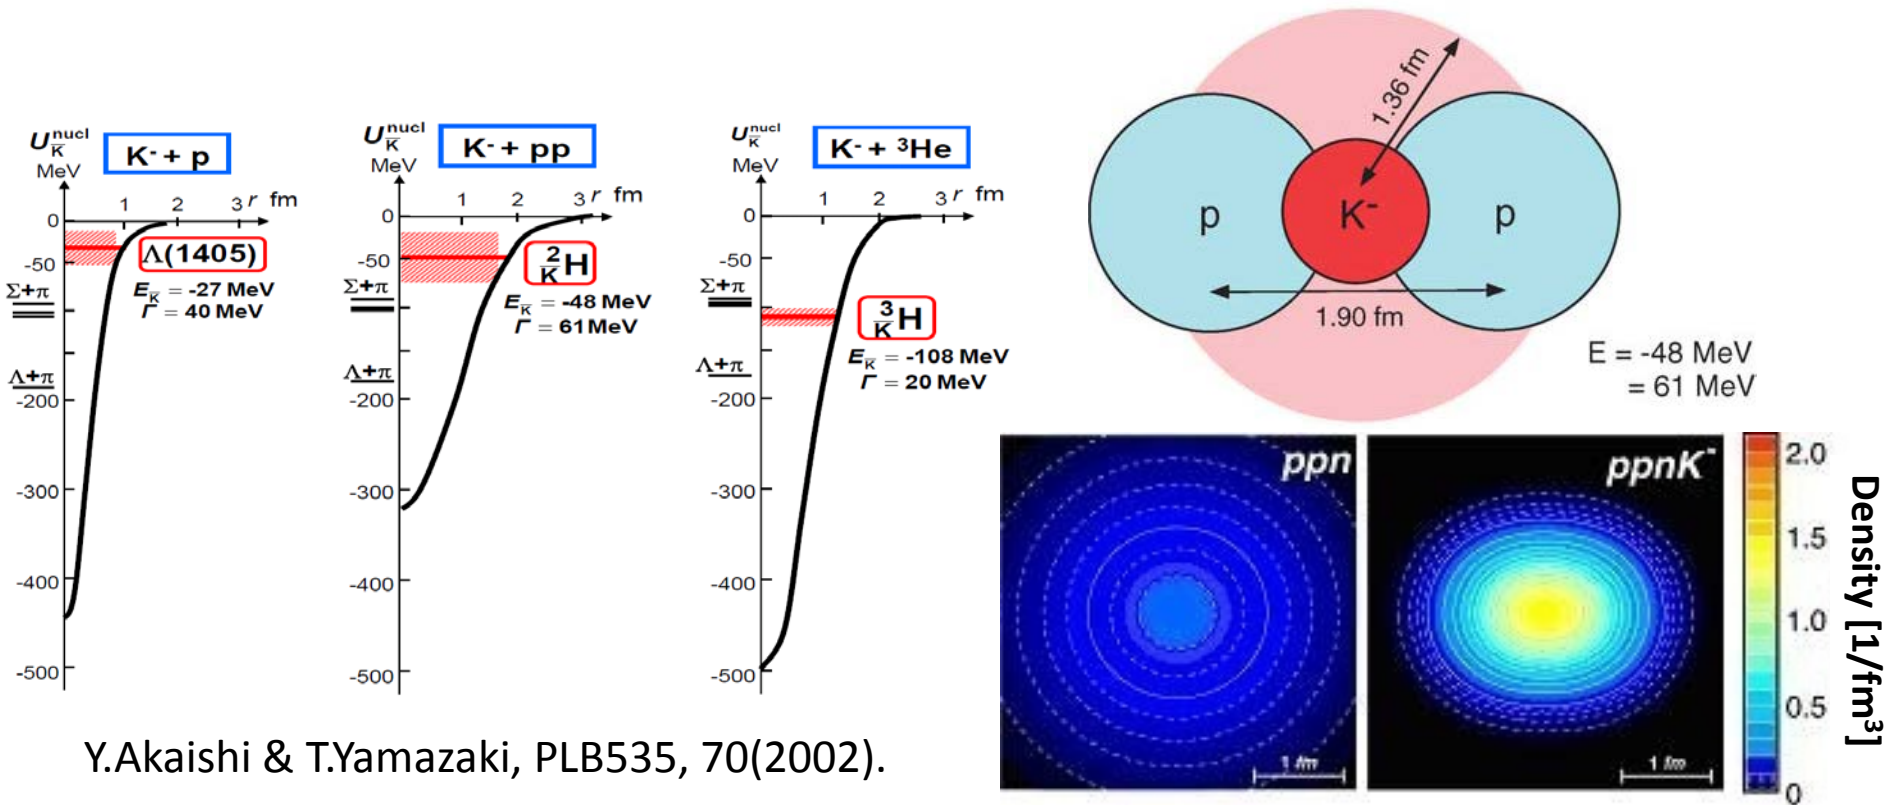 U nucl K̅
MeV
K⁻ + p
1 2 3 r fm
0
-50
Λ(1405)
Σ+π
E_K̅ = -27 MeV
Γ = 40 MeV
Λ+π
-200
-300
-400
-500
U nucl K̅
MeV
K⁻ + pp
1 2 3 r fm
0
-50
²_K̅H
Σ+π
E_K̅ = -48 MeV
Γ = 61 MeV
Λ+π
-200
-300
-400
-500
U nucl K̅
MeV
K⁻ + ³He
1 2 3 r fm
0
-50
Σ+π
³_K̅H
E_K̅ = -108 MeV
Γ = 20 MeV
Λ+π
-200
-300
-400
-500
1.36 fm
p K⁻ p
1.90 fm
E = -48 MeV
= 61 MeV
ppn
1 fm
ppnK⁻
1 fm
2.0
1.5
1.0
0.5
0
Density [1/fm³]
Y.Akaishi & T.Yamazaki, PLB535, 70(2002).